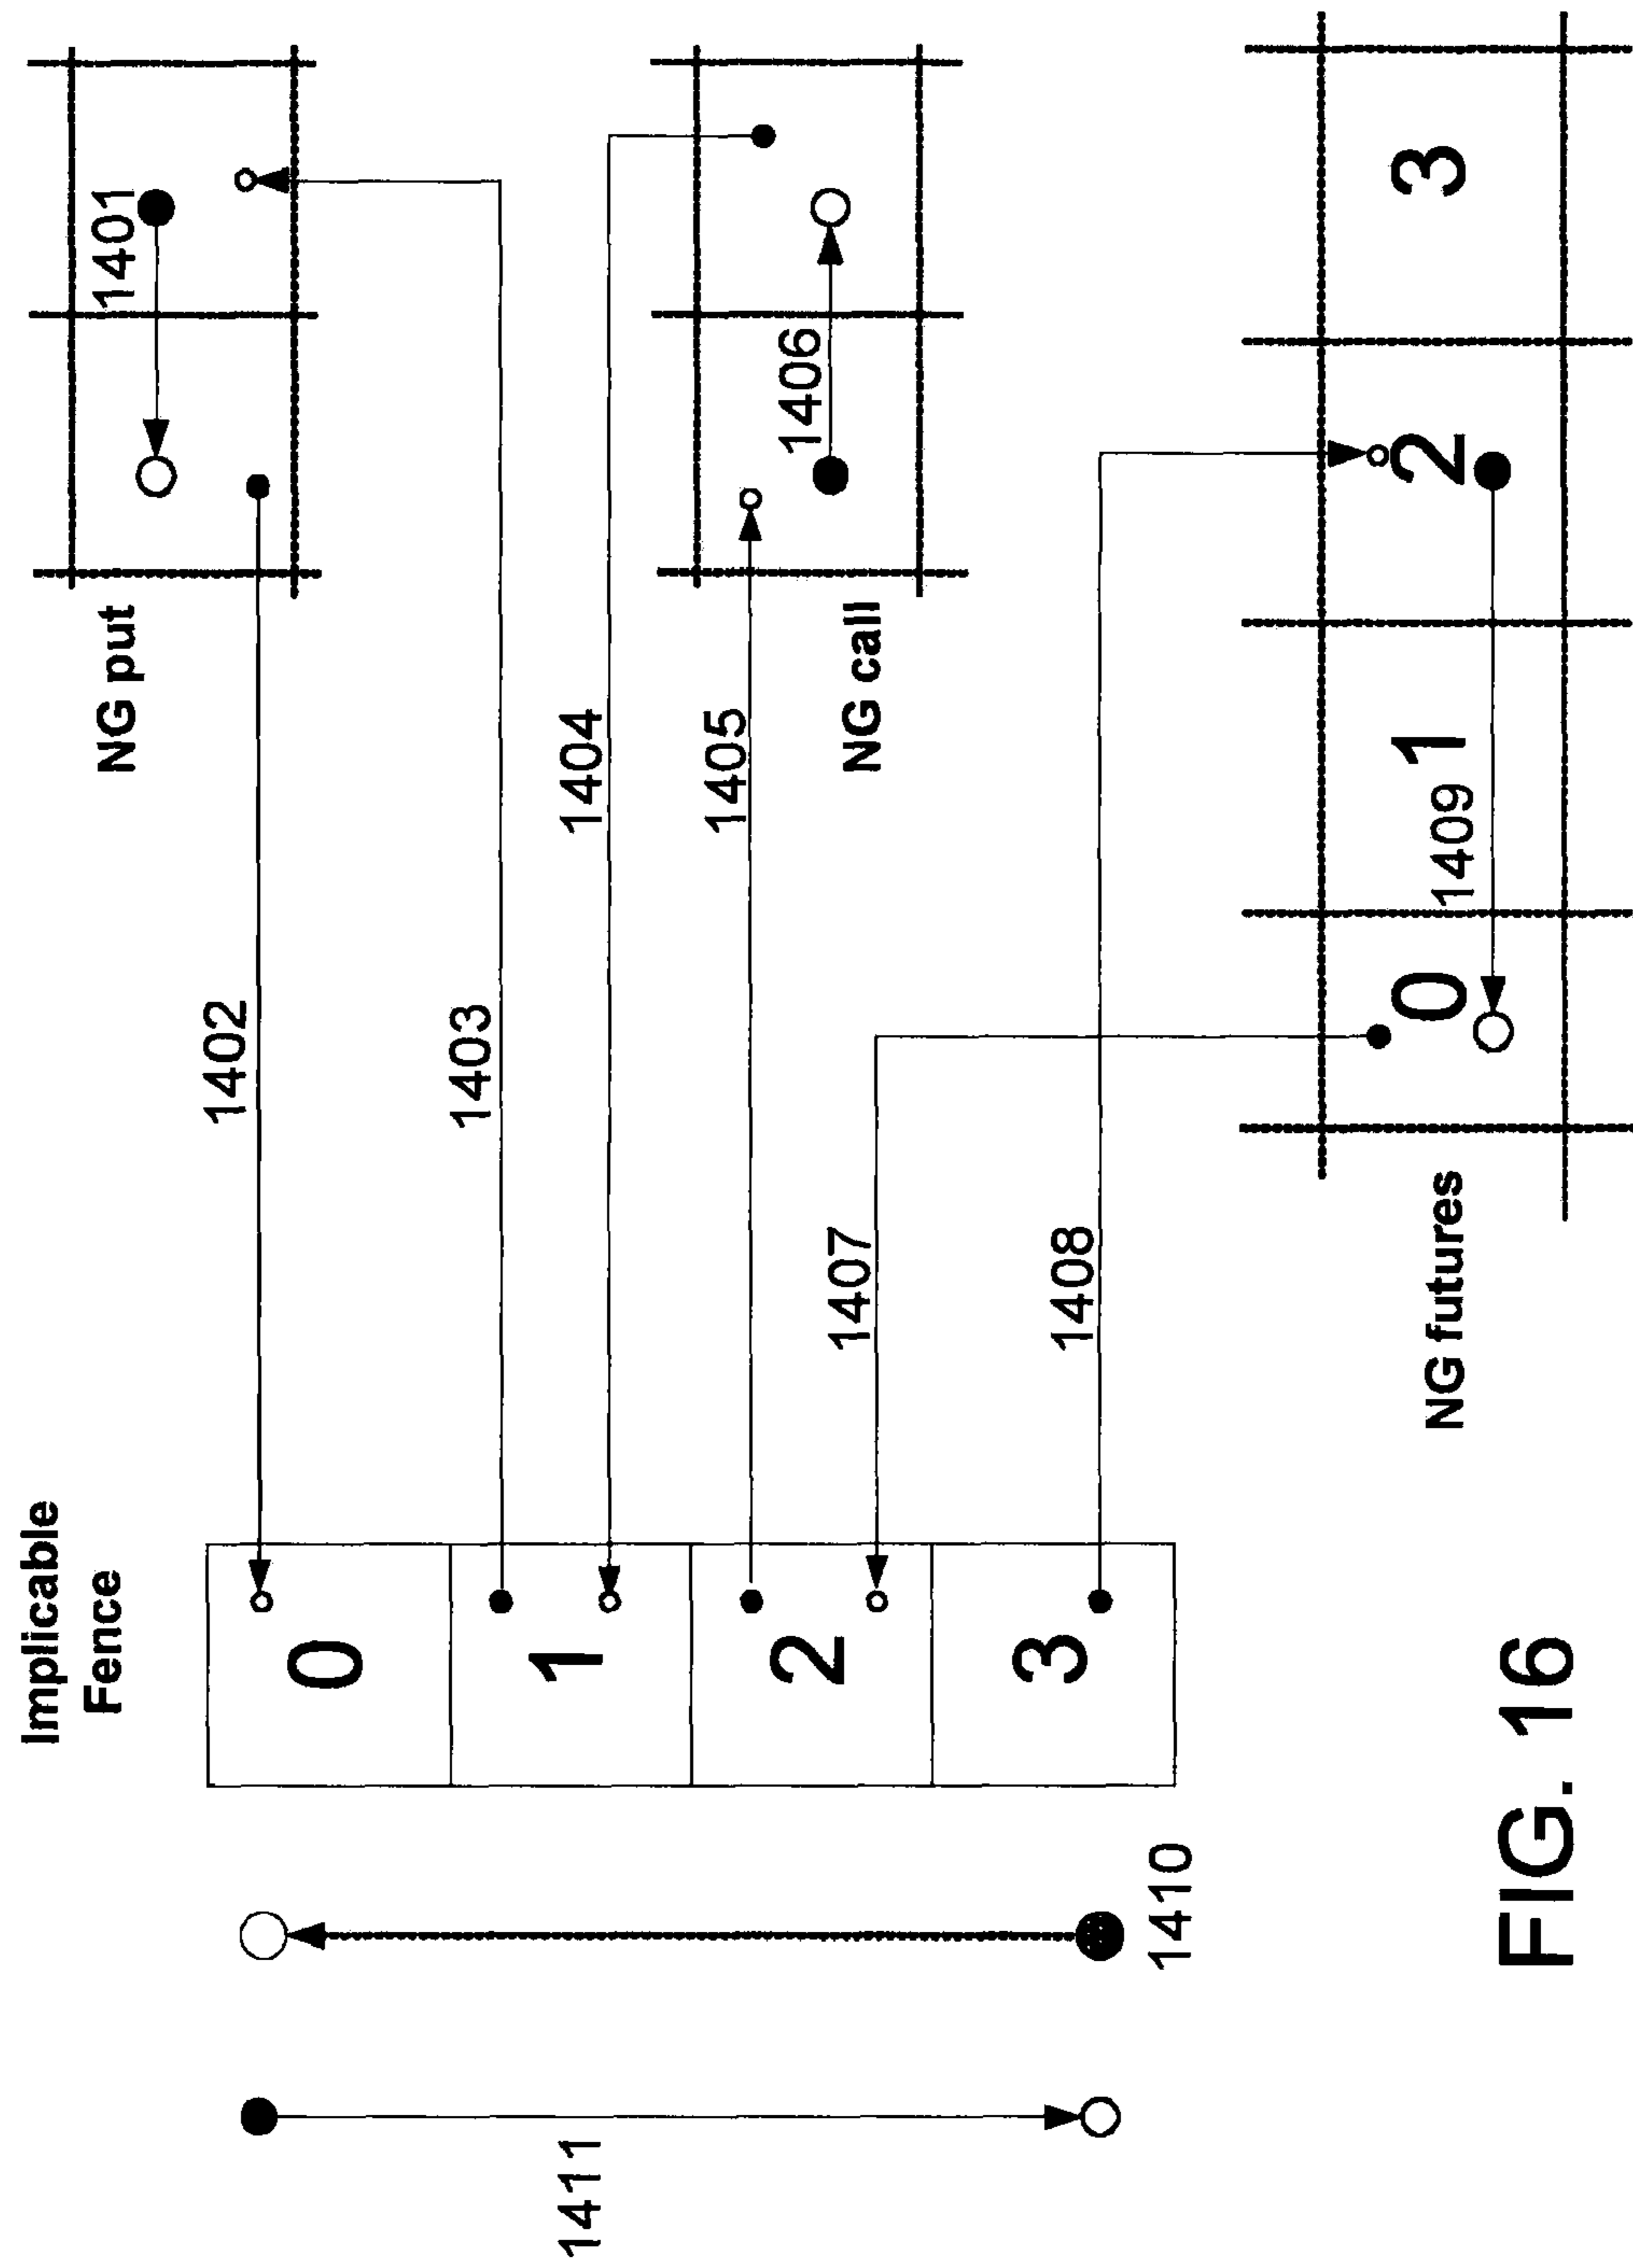 Implicable
Fence
NG put
1401
1402
0
1403
1411
1
1404
1405
1406
2
1407
NG call
3
1408
1410
NG futures
0 1 2 3
1409
FIG. 16